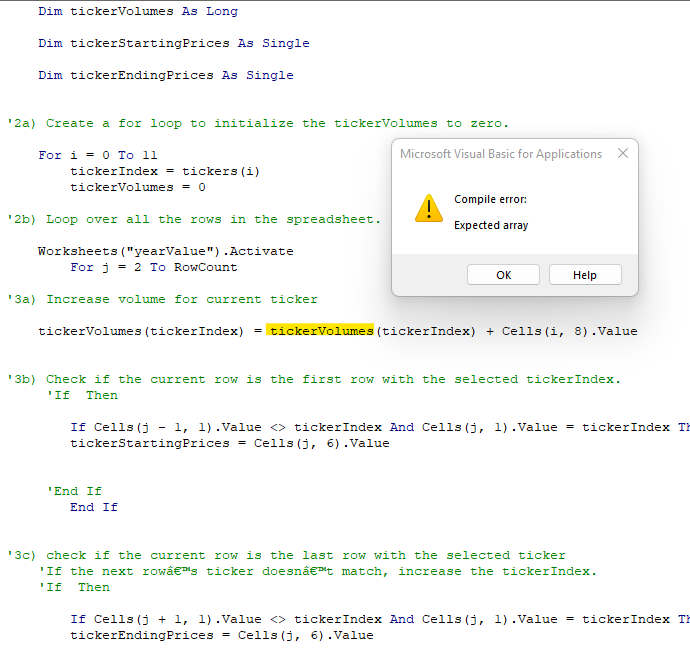 Dim tickerVolumes As Long
Dim tickerStartingPrices As Single
Dim tickerEndingPrices As Single
'2a) Create a for loop to initialize the tickerVolumes to zero.
For i = 0 To 11
tickerIndex = tickers(i)
tickerVolumes = 0
'2b) Loop over all the rows in the spreadsheet.
Worksheets("yearValue").Activate
For j = 2 To RowCount
'3a) Increase volume for current ticker
tickerVolumes(tickerIndex) = tickerVolumes(tickerIndex) + Cells(i, 8).Value
'3b) Check if the current row is the first row with the selected tickerIndex.
'If  Then
If Cells(j - 1, 1).Value <> tickerIndex And Cells(j, 1).Value = tickerIndex Th
tickerStartingPrices = Cells(j, 6).Value
'End If
End If
'3c) check if the current row is the last row with the selected ticker
'If the next rowâ€™s ticker doesnâ€™t match, increase the tickerIndex.
'If  Then
If Cells(j + 1, 1).Value <> tickerIndex And Cells(j, 1).Value = tickerIndex Th
tickerEndingPrices = Cells(j, 6).Value
Microsoft Visual Basic for Applications
Compile error:
Expected array
OK
Help